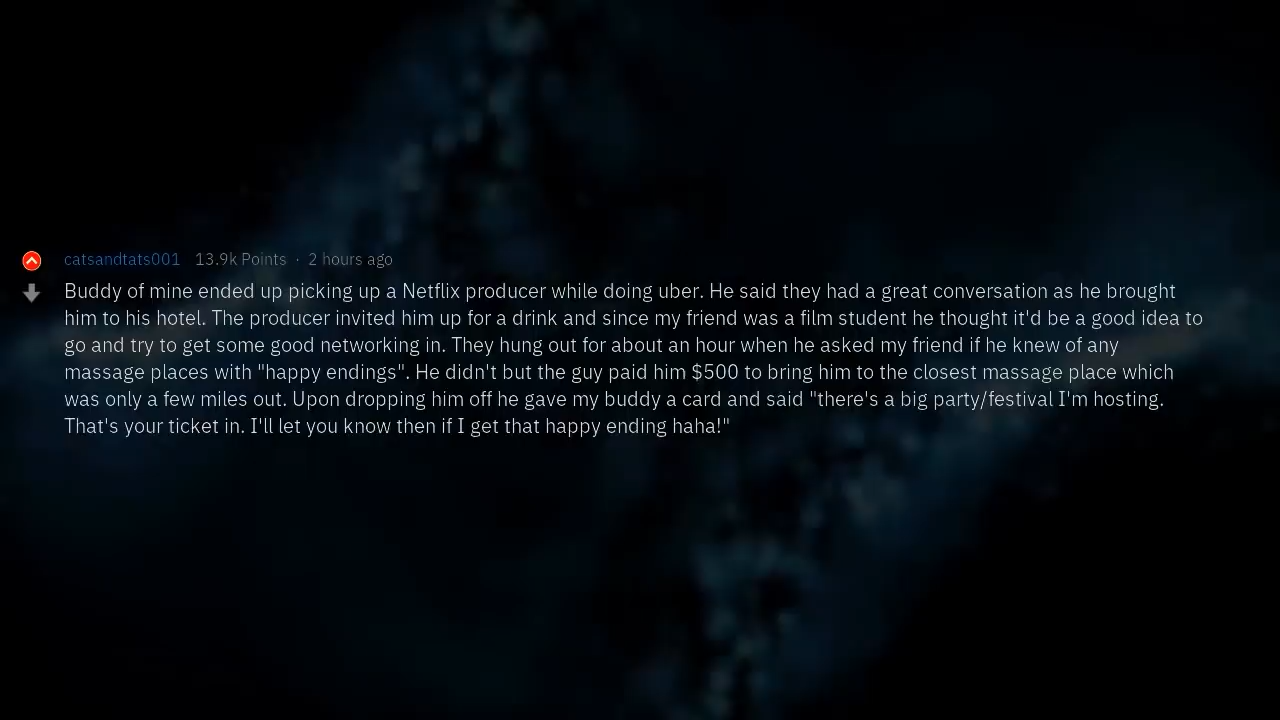 catsandtats001 13.9k Points · 2 hours ago
Buddy of mine ended up picking up a Netflix producer while doing uber. He said they had a great conversation as he brought
him to his hotel. The producer invited him up for a drink and since my friend was a film student he thought it'd be a good idea to
go and try to get some good networking in. They hung out for about an hour when he asked my friend if he knew of any
massage places with "happy endings". He didn't but the guy paid him $500 to bring him to the closest massage place which
was only a few miles out. Upon dropping him off he gave my buddy a card and said "there's a big party/festival I'm hosting.
That's your ticket in. I'll let you know then if I get that happy ending haha!"